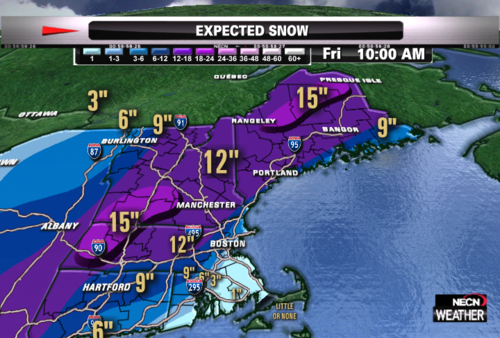 EXPECTED SNOW
NECN
1 1-3 3-6 6-12 12-18 18-24 24-36 36-48 48-60 60+
Fri 10:00 AM
QUÉBEC
PRESQUE ISLE
OTTAWA
3"
15"
6"
9"
91
RANGELEY
BANGOR
9"
BURLINGTON
87
12"
95
PORTLAND
MANCHESTER
15"
ALBANY
495
12"
BOSTON
90
HARTFORD
9"
9"
6"
3"
295
1"
LITTLE
OR NONE
6"
NECN
WEATHER